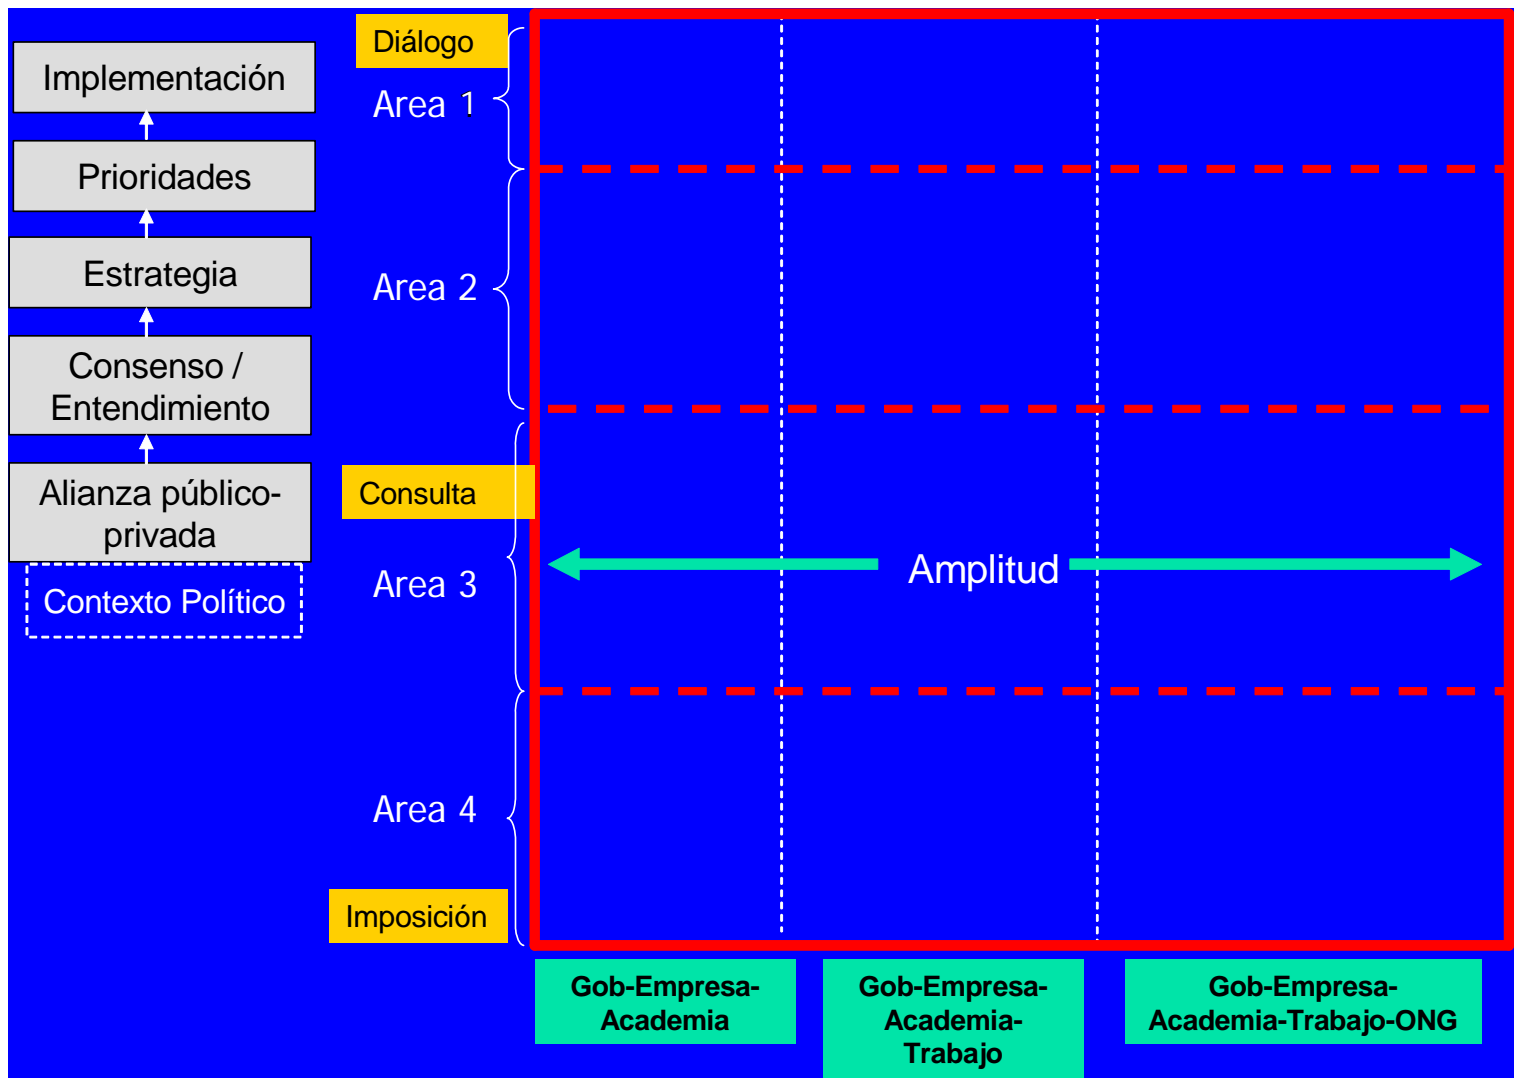 Implementación
Prioridades
Estrategia
Consenso /
Entendimiento
Alianza público-
privada
Contexto Político
Diálogo
Area 1
Area 2
Consulta
Area 3
Area 4
Imposición
Amplitud
Gob-Empresa-
Academia
Gob-Empresa-
Academia-
Trabajo
Gob-Empresa-
Academia-Trabajo-ONG